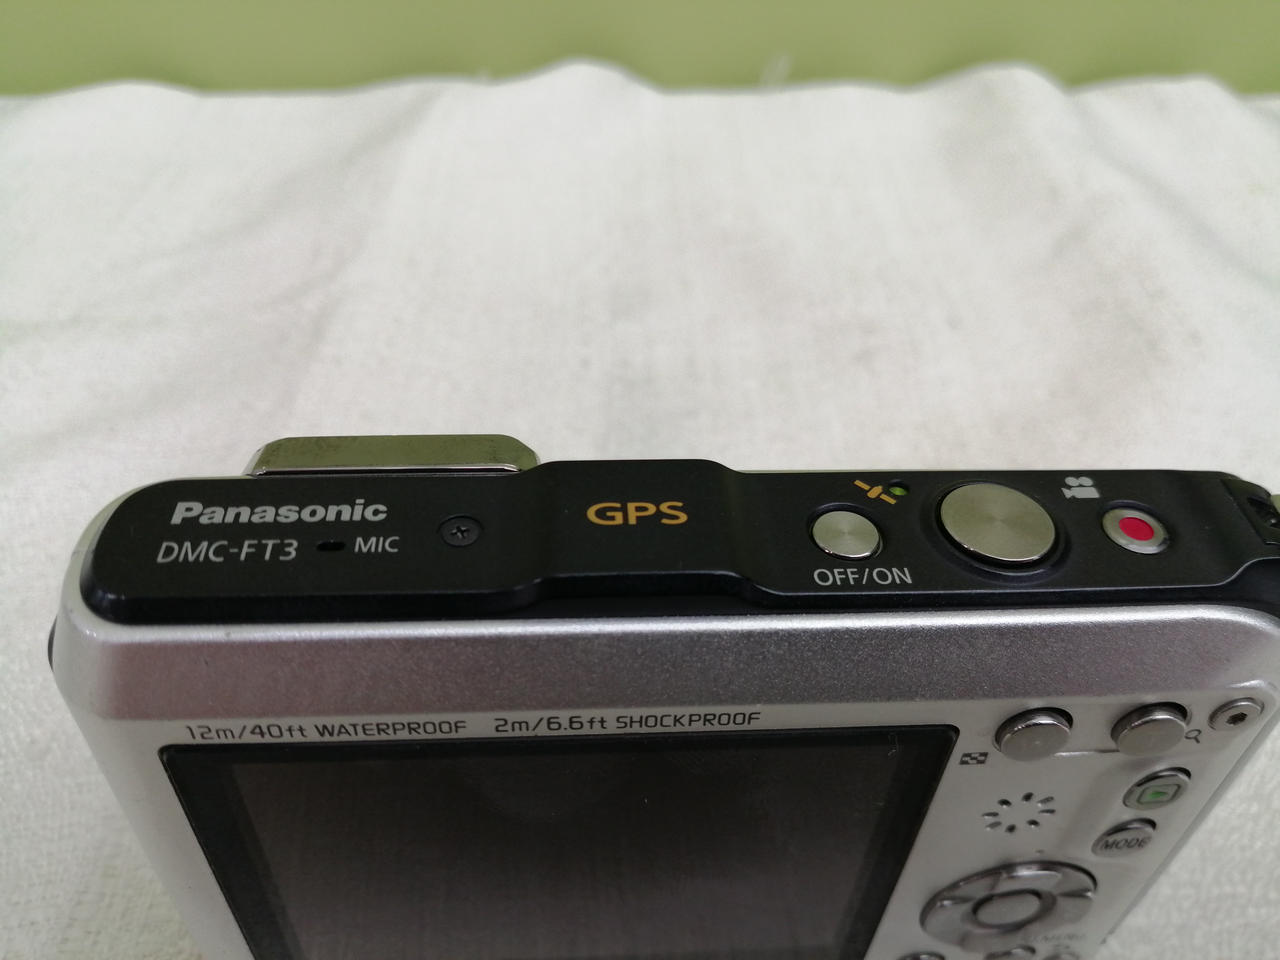 Panasonic
GPS
DMC-FT3 MIC
OFF/ON
12m/40ft WATERPROOF 2m/6.6ft SHOCKPROOF
MODE